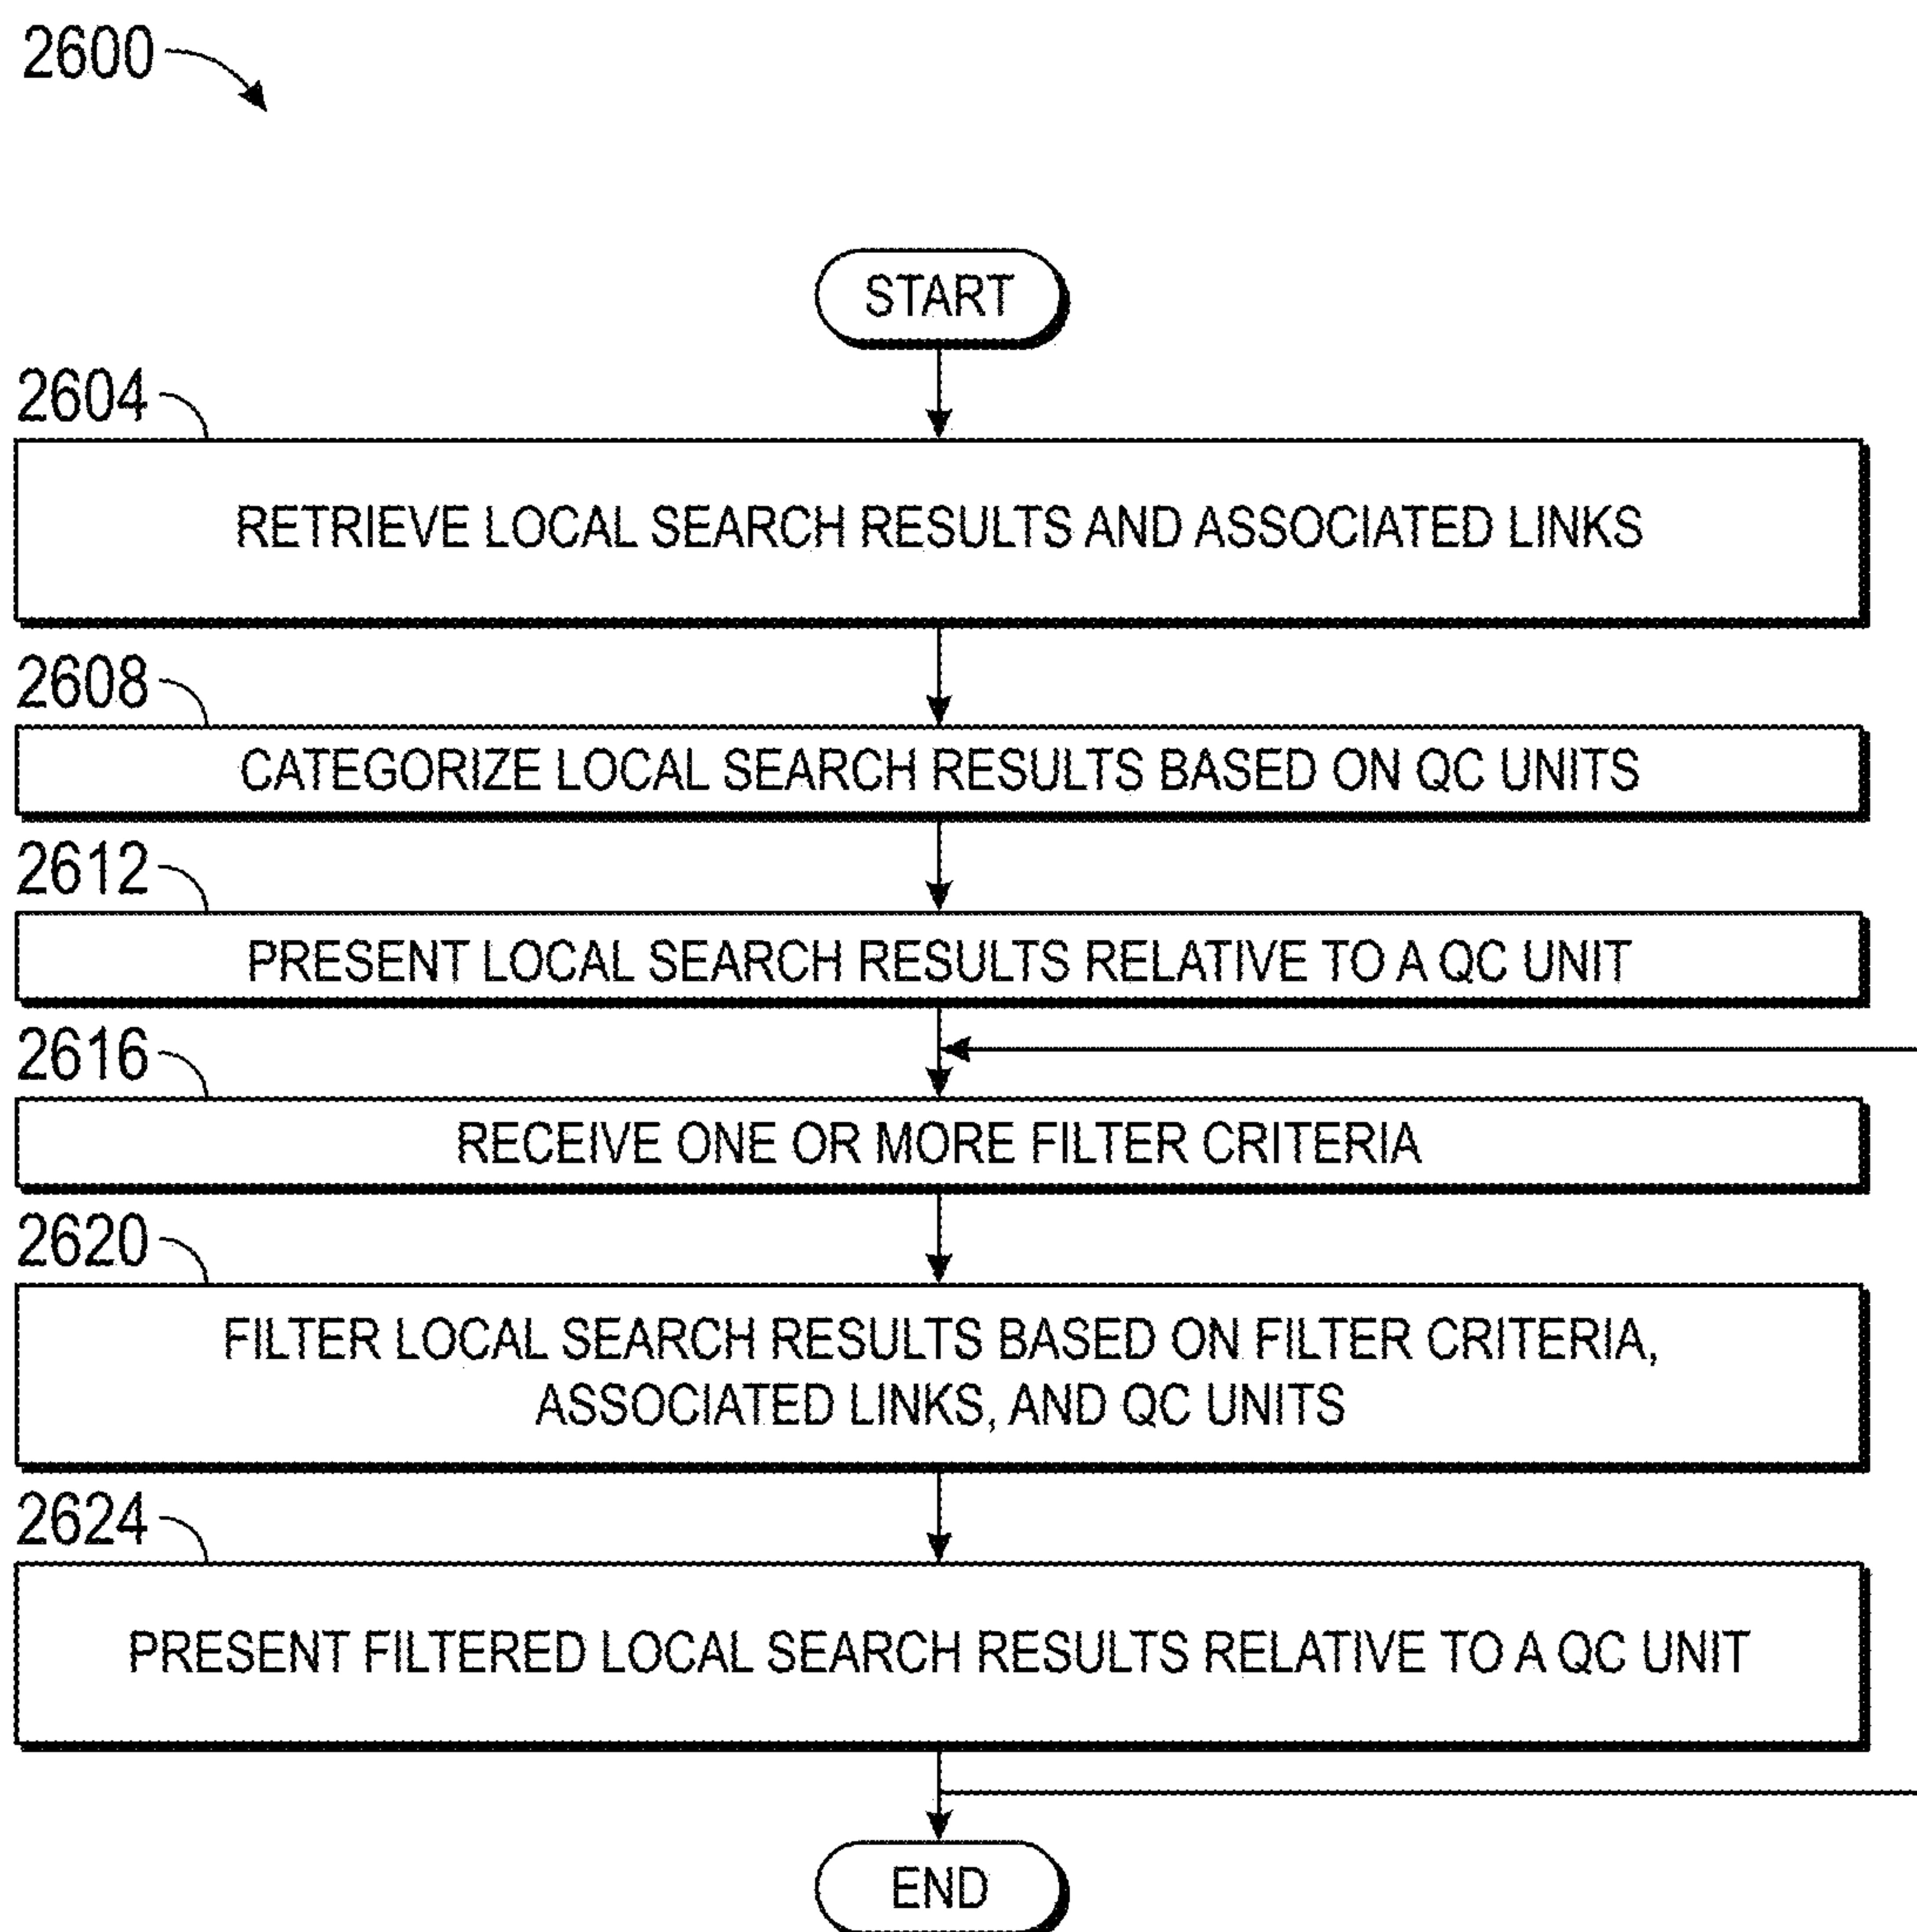 2600
START
2604
RETRIEVE LOCAL SEARCH RESULTS AND ASSOCIATED LINKS
2608
CATEGORIZE LOCAL SEARCH RESULTS BASED ON QC UNITS
2612
PRESENT LOCAL SEARCH RESULTS RELATIVE TO A QC UNIT
2616
RECEIVE ONE OR MORE FILTER CRITERIA
2620
FILTER LOCAL SEARCH RESULTS BASED ON FILTER CRITERIA,
ASSOCIATED LINKS, AND QC UNITS
2624
PRESENT FILTERED LOCAL SEARCH RESULTS RELATIVE TO A QC UNIT
END